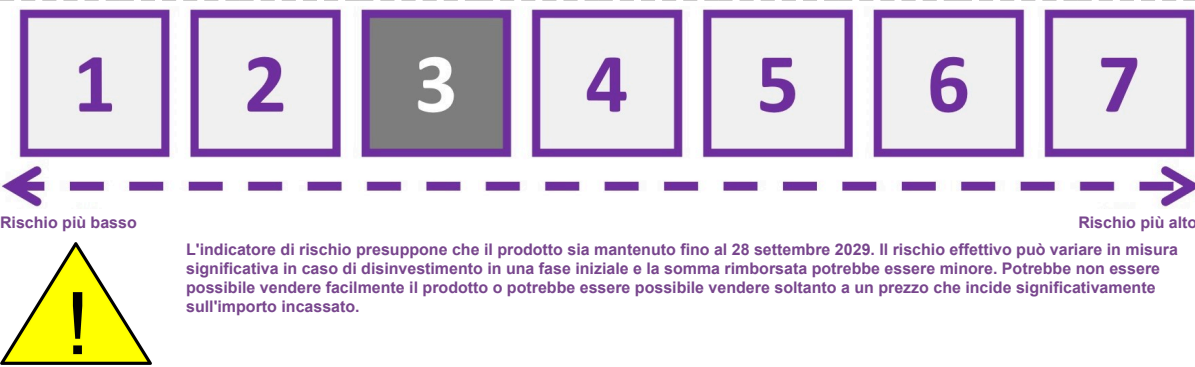 1 2 3 4 5 6 7
Rischio più basso Rischio più alto
L'indicatore di rischio presuppone che il prodotto sia mantenuto fino al 28 settembre 2029. Il rischio effettivo può variare in misura
significativa in caso di disinvestimento in una fase iniziale e la somma rimborsata potrebbe essere minore. Potrebbe non essere
possibile vendere facilmente il prodotto o potrebbe essere possibile vendere soltanto a un prezzo che incide significativamente
sull'importo incassato.
!